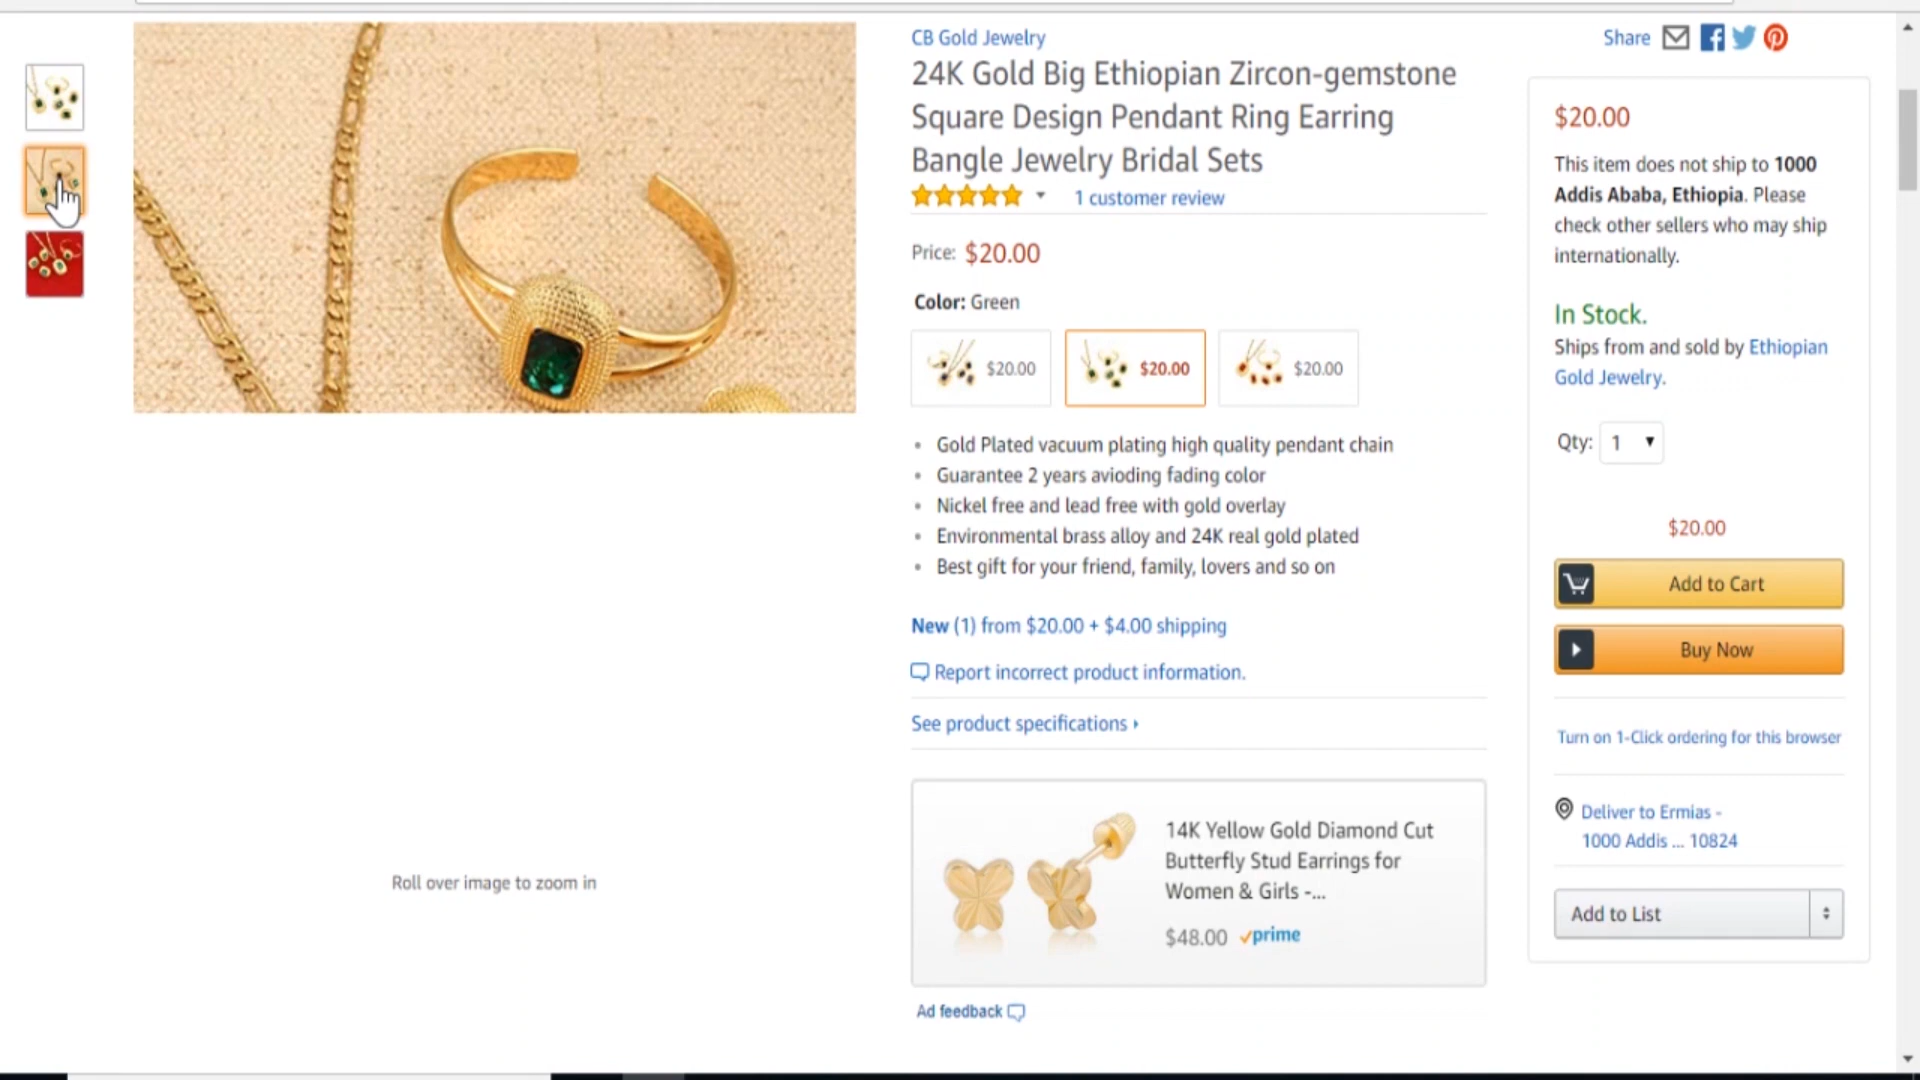 CB Gold Jewelry
24K Gold Big Ethiopian Zircon-gemstone
Square Design Pendant Ring Earring
Bangle Jewelry Bridal Sets
1 customer review
Price: $20.00
Color: Green
$20.00
$20.00
$20.00
Gold Plated vacuum plating high quality pendant chain
Guarantee 2 years avioding fading color
Nickel free and lead free with gold overlay
Environmental brass alloy and 24K real gold plated
Best gift for your friend, family, lovers and so on
New (1) from $20.00 + $4.00 shipping
Report incorrect product information.
See product specifications
14K Yellow Gold Diamond Cut
Butterfly Stud Earrings for
Women & Girls -...
$48.00 prime
Ad feedback
Roll over image to zoom in
Share
$20.00
This item does not ship to 1000
Addis Ababa, Ethiopia. Please
check other sellers who may ship
internationally.
In Stock.
Ships from and sold by Ethiopian
Gold Jewelry.
Qty: 1
$20.00
Add to Cart
Buy Now
Turn on 1-Click ordering for this browser
Deliver to Ermias -
1000 Addis ... 10824
Add to List